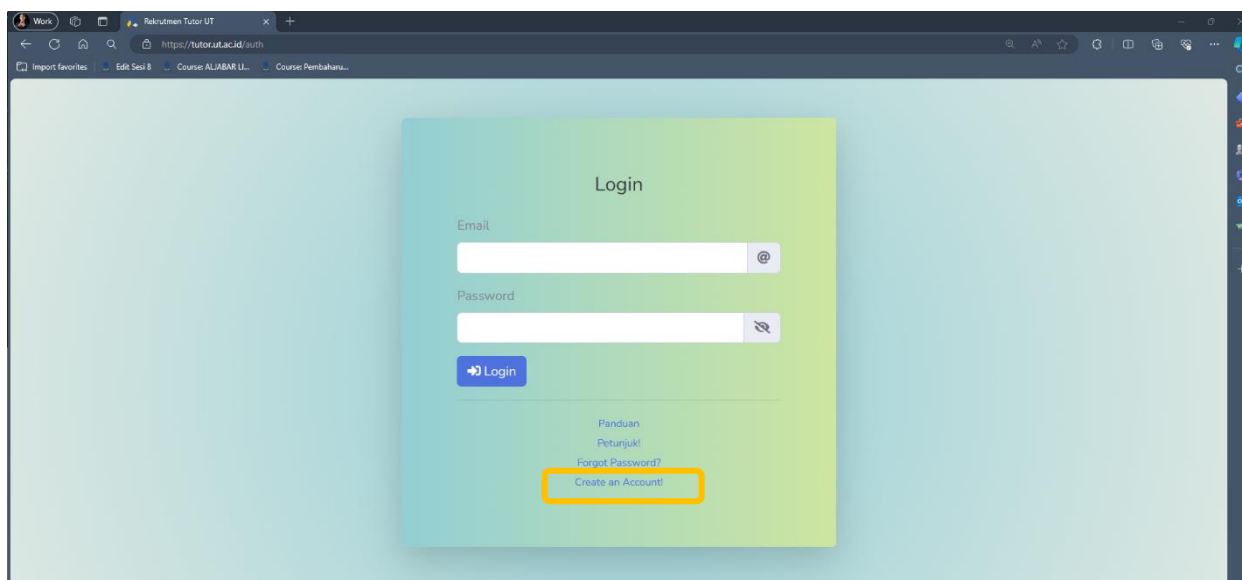 Work
Rekrutmen Tutor UT
https://tutor.ut.ac.id/auth
Import favorites
Edit Sesi 8
Course: ALJABAR LI...
Course: Pembaharu...
Login
Email
@
Password
Login
Panduan
Petunjuk!
Forgot Password?
Create an Account!